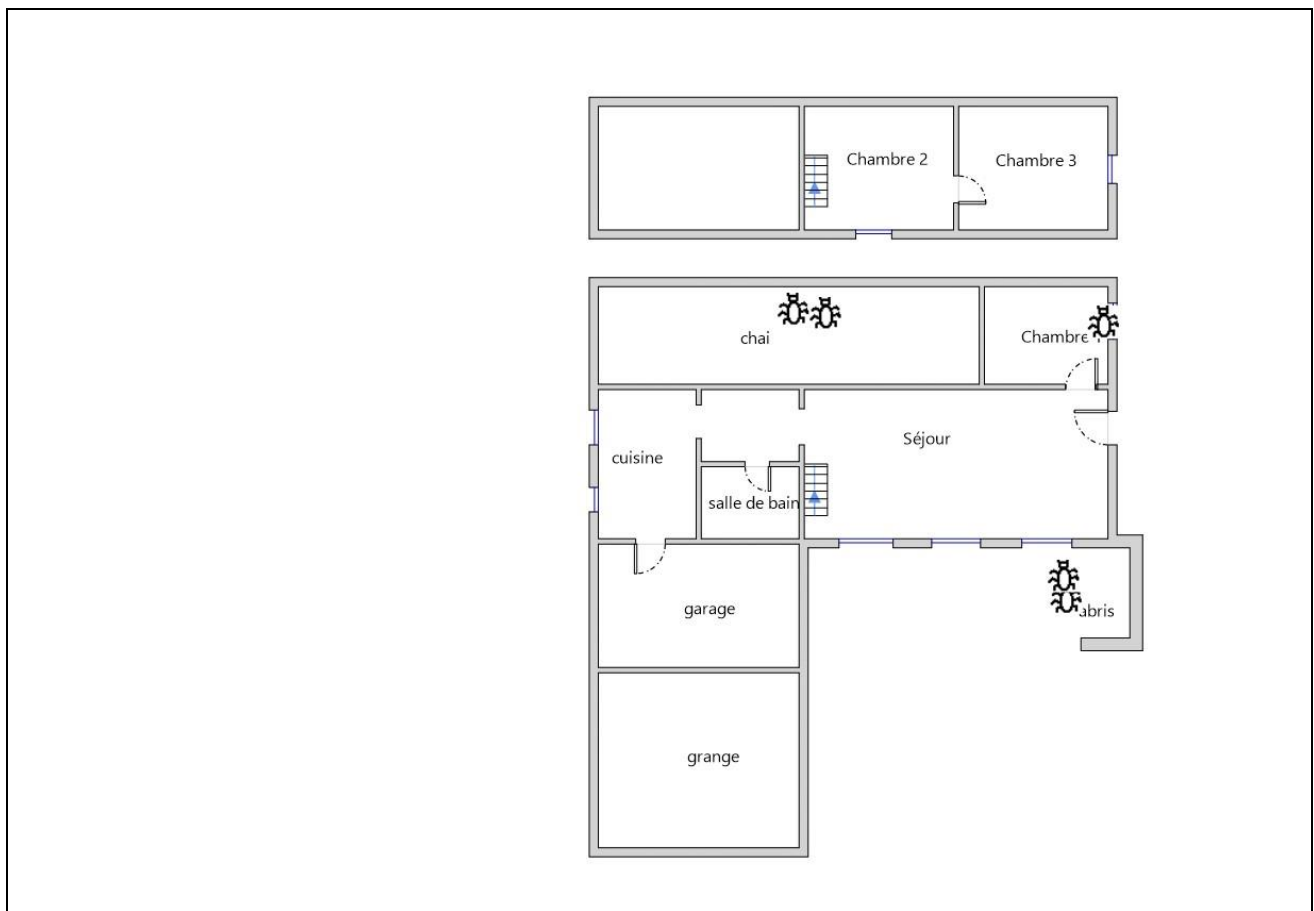 Chambre 2
Chambre 3
chai
Chambre
Séjour
cuisine
salle de bain
garage
abris
grange